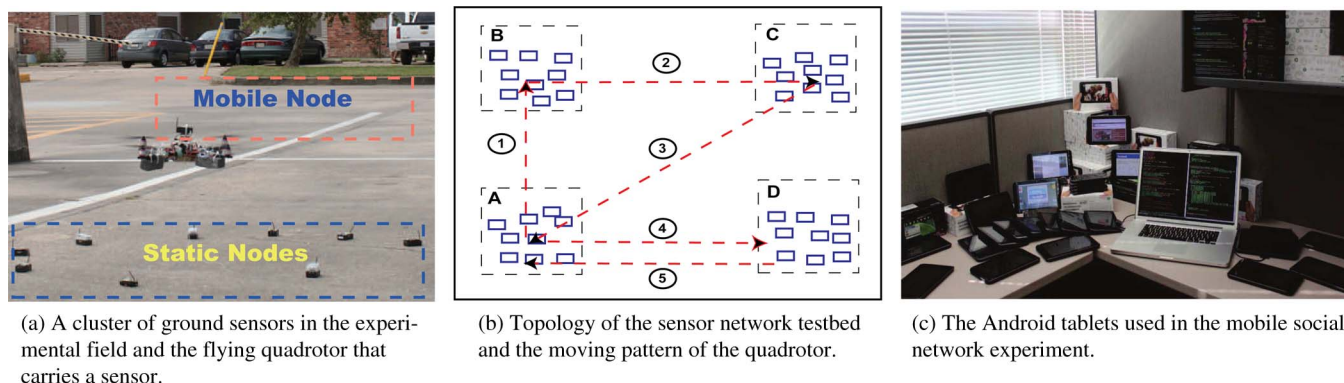 Mobile Node
Static Nodes
B
C
2
1
3
A
D
4
5
(a) A cluster of ground sensors in the experi-
mental field and the flying quadrotor that
carries a sensor.
(b) Topology of the sensor network testbed
and the moving pattern of the quadrotor.
(c) The Android tablets used in the mobile social
network experiment.